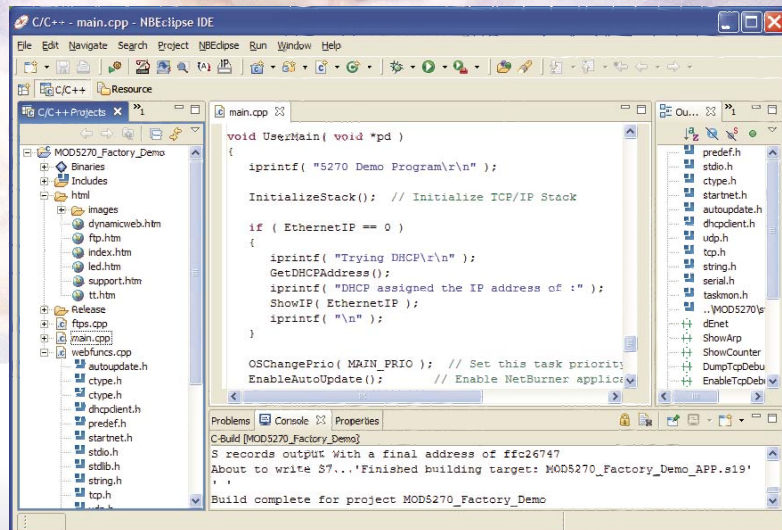 C/C++ - main.cpp - NBEclipse IDE
File Edit Navigate Search Project NBEclipse Run Window Help
C/C++ Resource
C/C++ Projects
»1
MOD5270_Factory_Demo
Binaries
Includes
html
images
dynamicweb.htm
ftp.htm
index.htm
led.htm
support.htm
tt.htm
Release
ftps.cpp
main.cpp
webfuncs.cpp
autoupdate.h
ctype.h
ctype.h
dhcpclient.h
predef.h
startnet.h
stdio.h
stdlib.h
string.h
tcp.h
main.cpp
void UserMain( void *pd )
{
iprintf( "5270 Demo Program\r\n" );
InitializeStack(); // Initialize TCP/IP Stack
if ( EthernetIP == 0 )
{
iprintf( "Trying DHCP\r\n" );
GetDHCPAddress();
iprintf( "DHCP assigned the IP address of :" );
ShowIP( EthernetIP );
iprintf( "\n" );
}
OSChangePrio( MAIN_PRIO ); // Set this task priority
EnableAutoUpdate(); // Enable NetBurner applica
Ou...
»1
predef.h
stdio.h
ctype.h
startnet.h
autoupdate.h
dhcpclient.h
udp.h
tcp.h
string.h
serial.h
taskmon.h
..\MOD5270\s
dEnet
ShowArp
ShowCounter
DumpTcpDebu
EnableTcpDebu
Problems Console Properties
C-Build [MOD5270_Factory_Demo]
S records output With a final address of ffc26747
About to write S7...'Finished building target: MOD5270_Factory_Demo_APP.s19'
' '
Build complete for project MOD5270_Factory_Demo